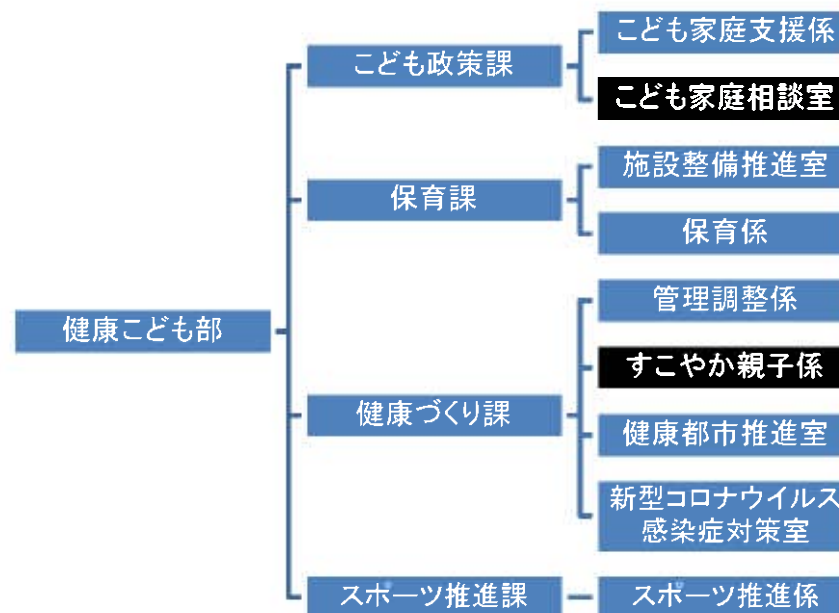 健康こども部
こども政策課
こども家庭支援係
こども家庭相談室
保育課
施設整備推進室
保育係
健康づくり課
管理調整係
すこやか親子係
健康都市推進室
新型コロナウイルス
感染症対策室
スポーツ推進課
スポーツ推進係